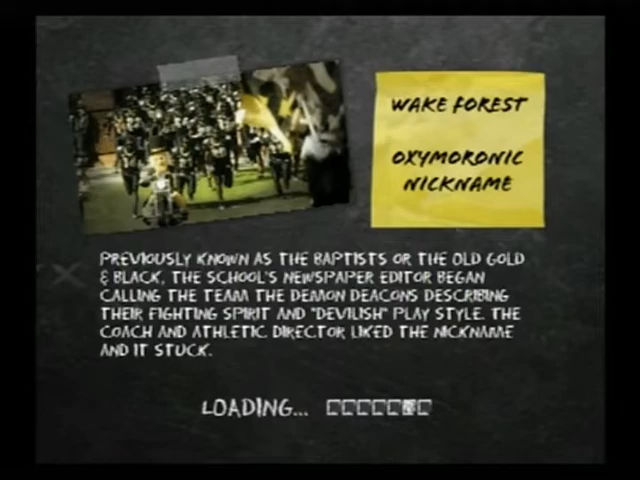 WAKE FOREST
OXYMORONIC
NICKNAME
PREVIOUSLY KNOWN AS THE BAPTISTS OR THE OLD GOLD
& BLACK, THE SCHOOL'S NEWSPAPER EDITOR BEGAN
CALLING THE TEAM THE DEMON DEACONS DESCRIBING
THEIR FIGHTING SPIRIT AND "DEVILISH" PLAY STYLE. THE
COACH AND ATHLETIC DIRECTOR LIKED THE NICKNAME
AND IT STUCK.
LOADING...